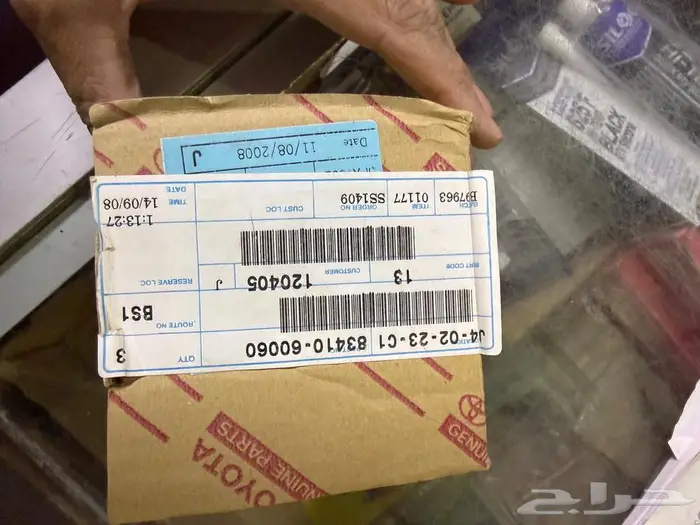 J4-02-23-C1
83410-60060
QTY
3
ROUTE NO.
BS1
13
CUSTOMER
120405
J
RESERVE LOC
BATCH
B97963
ITEM
01177
ORDER NO
SS1409
CUST LOC
TIME
1:13:27
DATE
14/09/08
Date
11/08/2008
J
TOYOTA
GENUINE PARTS
GENUIN
BLACK
حراج